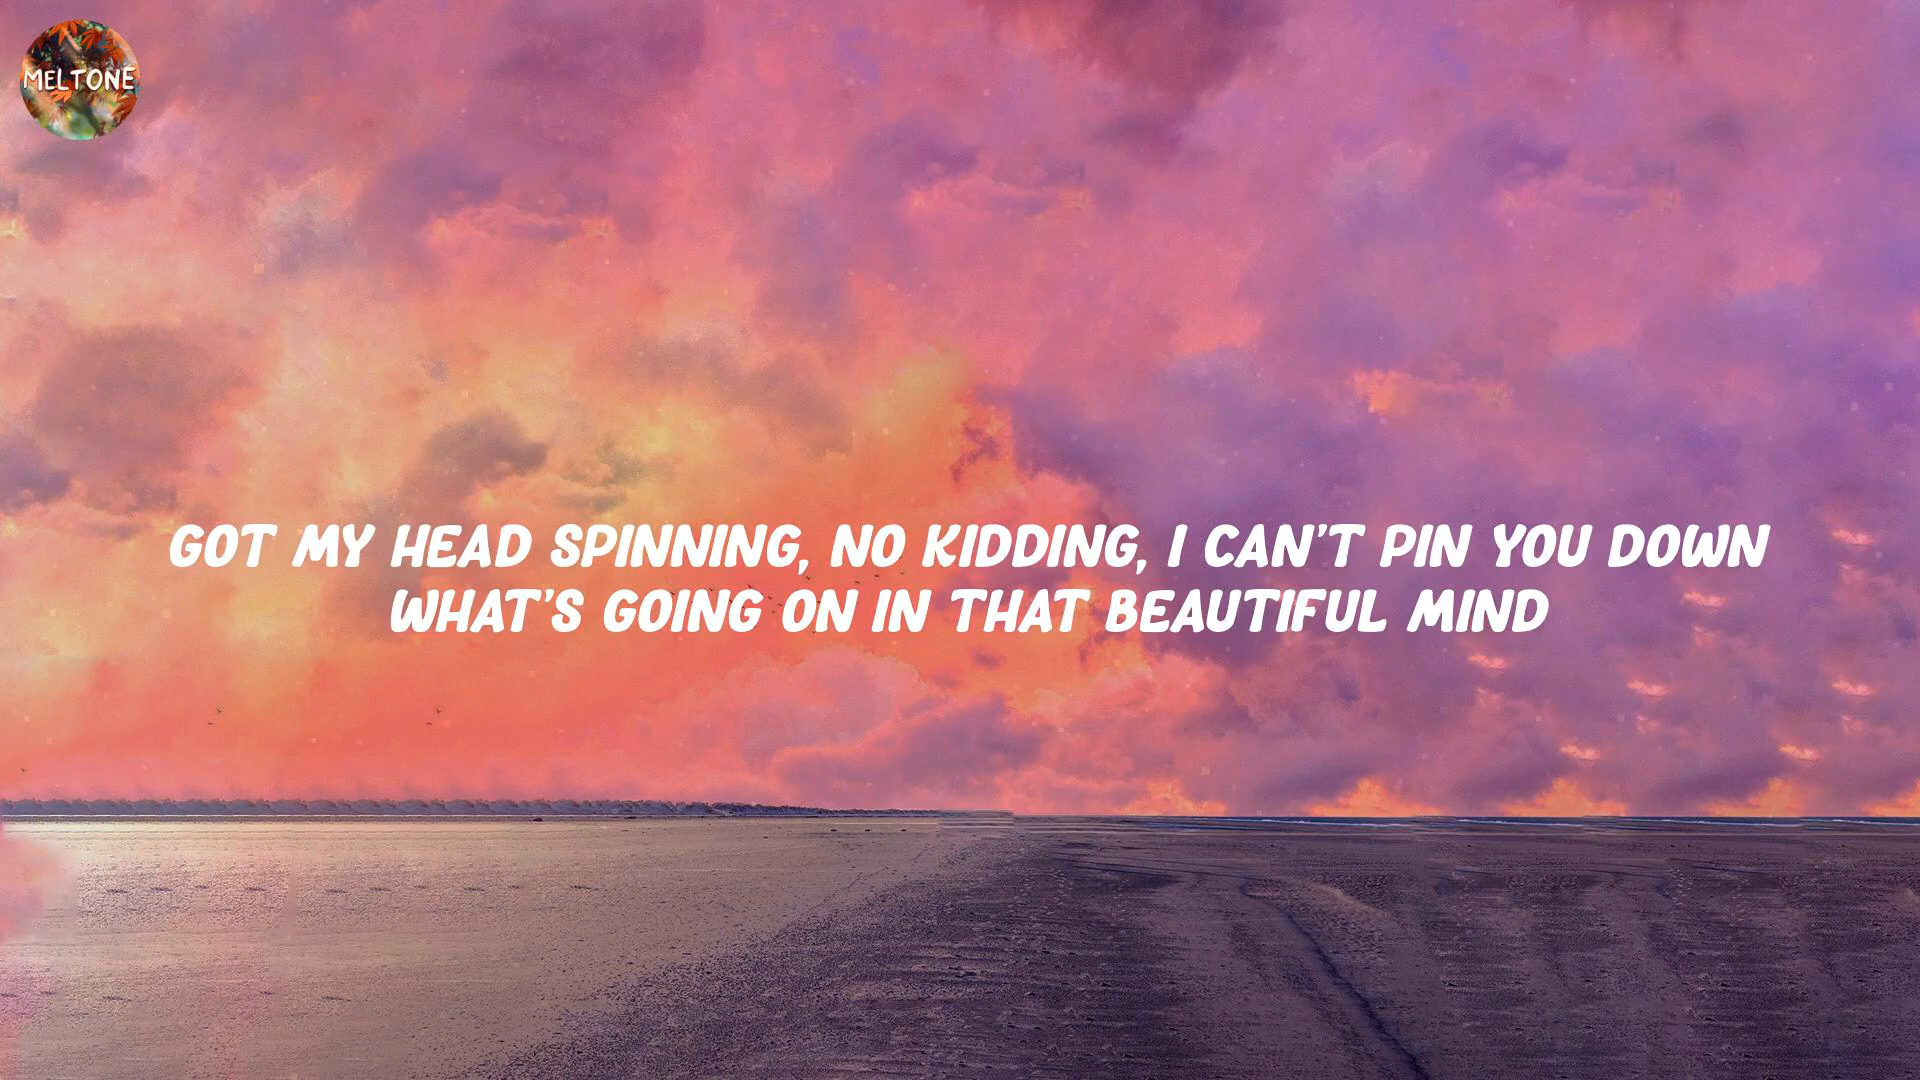 MELTONE
GOT MY HEAD SPINNING, NO KIDDING, I CAN'T PIN YOU DOWN
WHAT'S GOING ON IN THAT BEAUTIFUL MIND